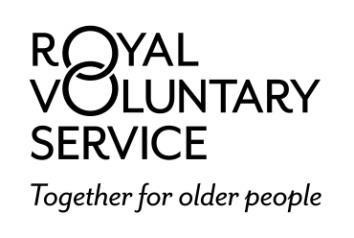 ROYAL
VOLUNTARY
SERVICE
Together for older people